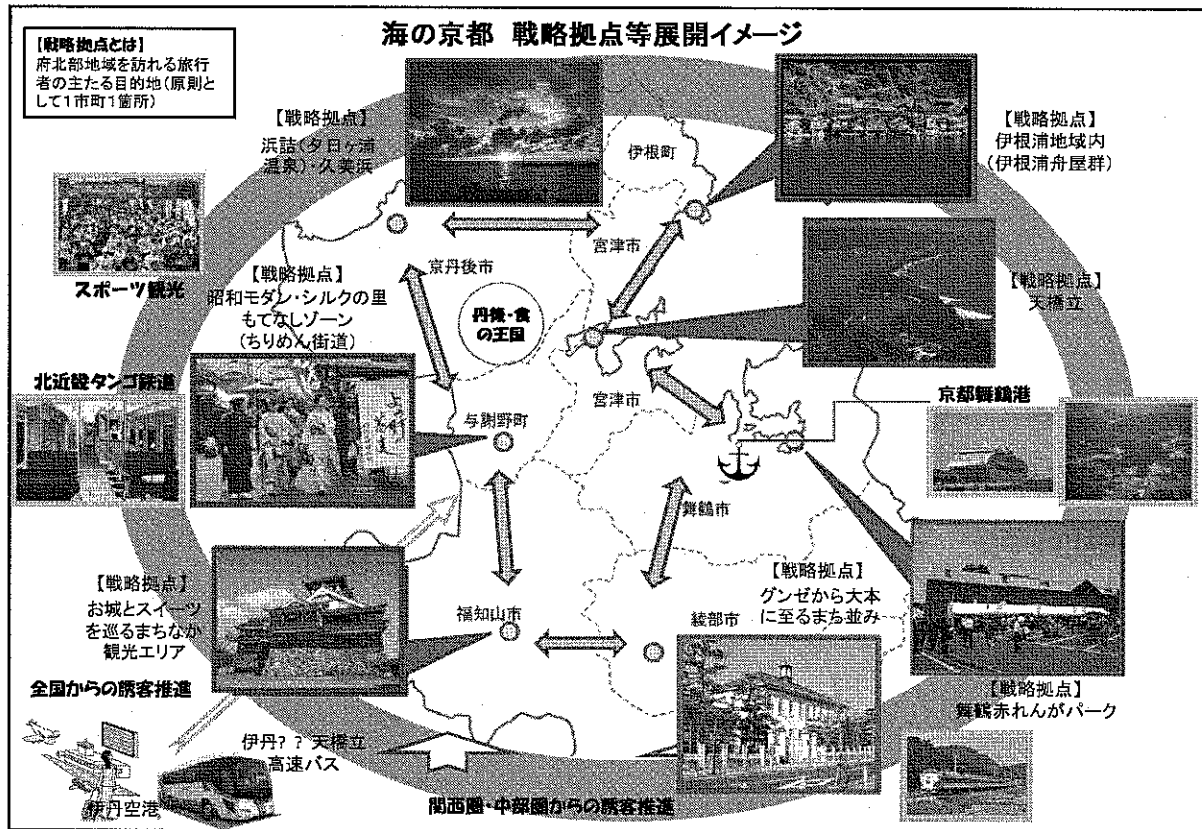 海の京都 戦略拠点等展開イメージ
【戦略拠点とは】
府北部地域を訪れる旅行
者の主たる目的地(原則と
して1市町1箇所)
【戦略拠点】
浜詰(夕日ヶ浦
温泉)・久美浜
伊根町
【戦略拠点】
伊根浦地域内
(伊根浦舟屋群)
スポーツ観光
宮津市
京丹後市
【戦略拠点】
昭和モダン・シルクの里
もてなしゾーン
(ちりめん街道)
丹後・食
の王国
【戦略拠点】
天橋立
北近畿タンゴ鉄道
宮津市
京都舞鶴港
与謝野町
舞鶴市
【戦略拠点】
お城とスイーツ
を巡るまちなか
観光エリア
福知山市
綾部市
【戦略拠点】
グンゼから大本
に至るまち並み
【戦略拠点】
舞鶴赤れんがパーク
全国からの誘客推進
伊丹??天橋立
高速バス
伊丹空港
関西圏・中部圏からの誘客推進